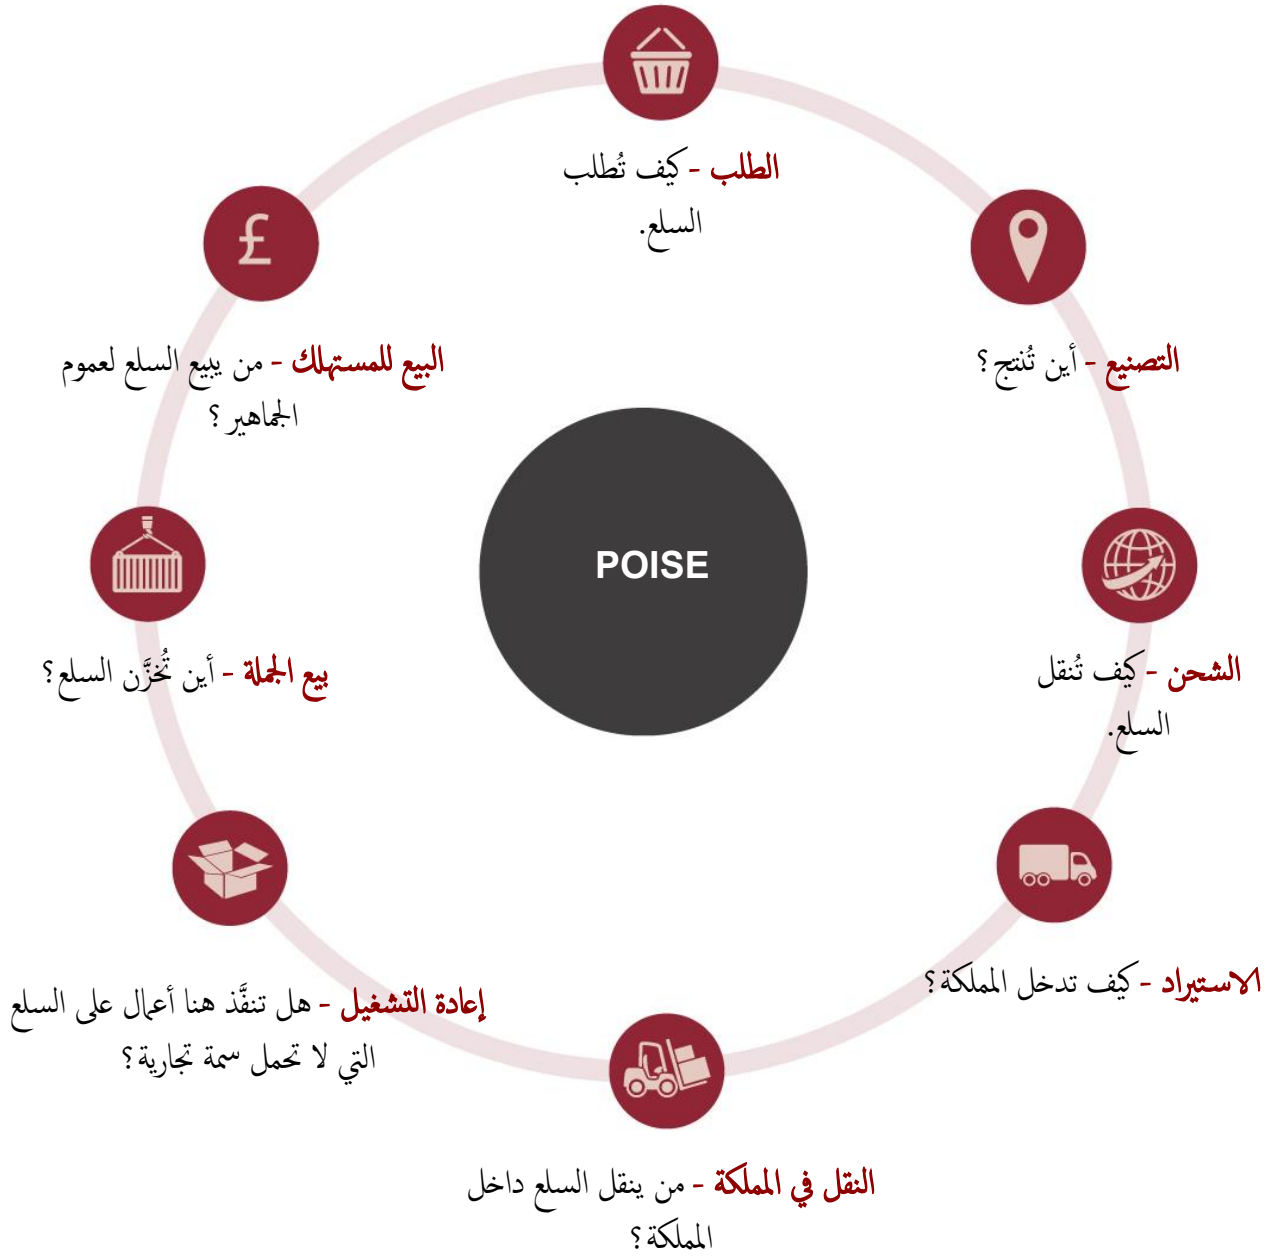 الطلب - كيف تُطلب
السلع.
التصنيع - أين تُنتج؟
الشحن - كيف تُنقل
السلع.
الاستيراد - كيف تدخل المملكة؟
النقل في المملكة - من ينقل السلع داخل
المملكة؟
إعادة التشغيل - هل تنفَّذ هنا أعمال على السلع
التي لا تحمل سمة تجارية؟
بيع الجملة - أين تُخزَّن السلع؟
البيع للمستهلك - من يبيع السلع لعموم
الجماهير؟
£
POISE